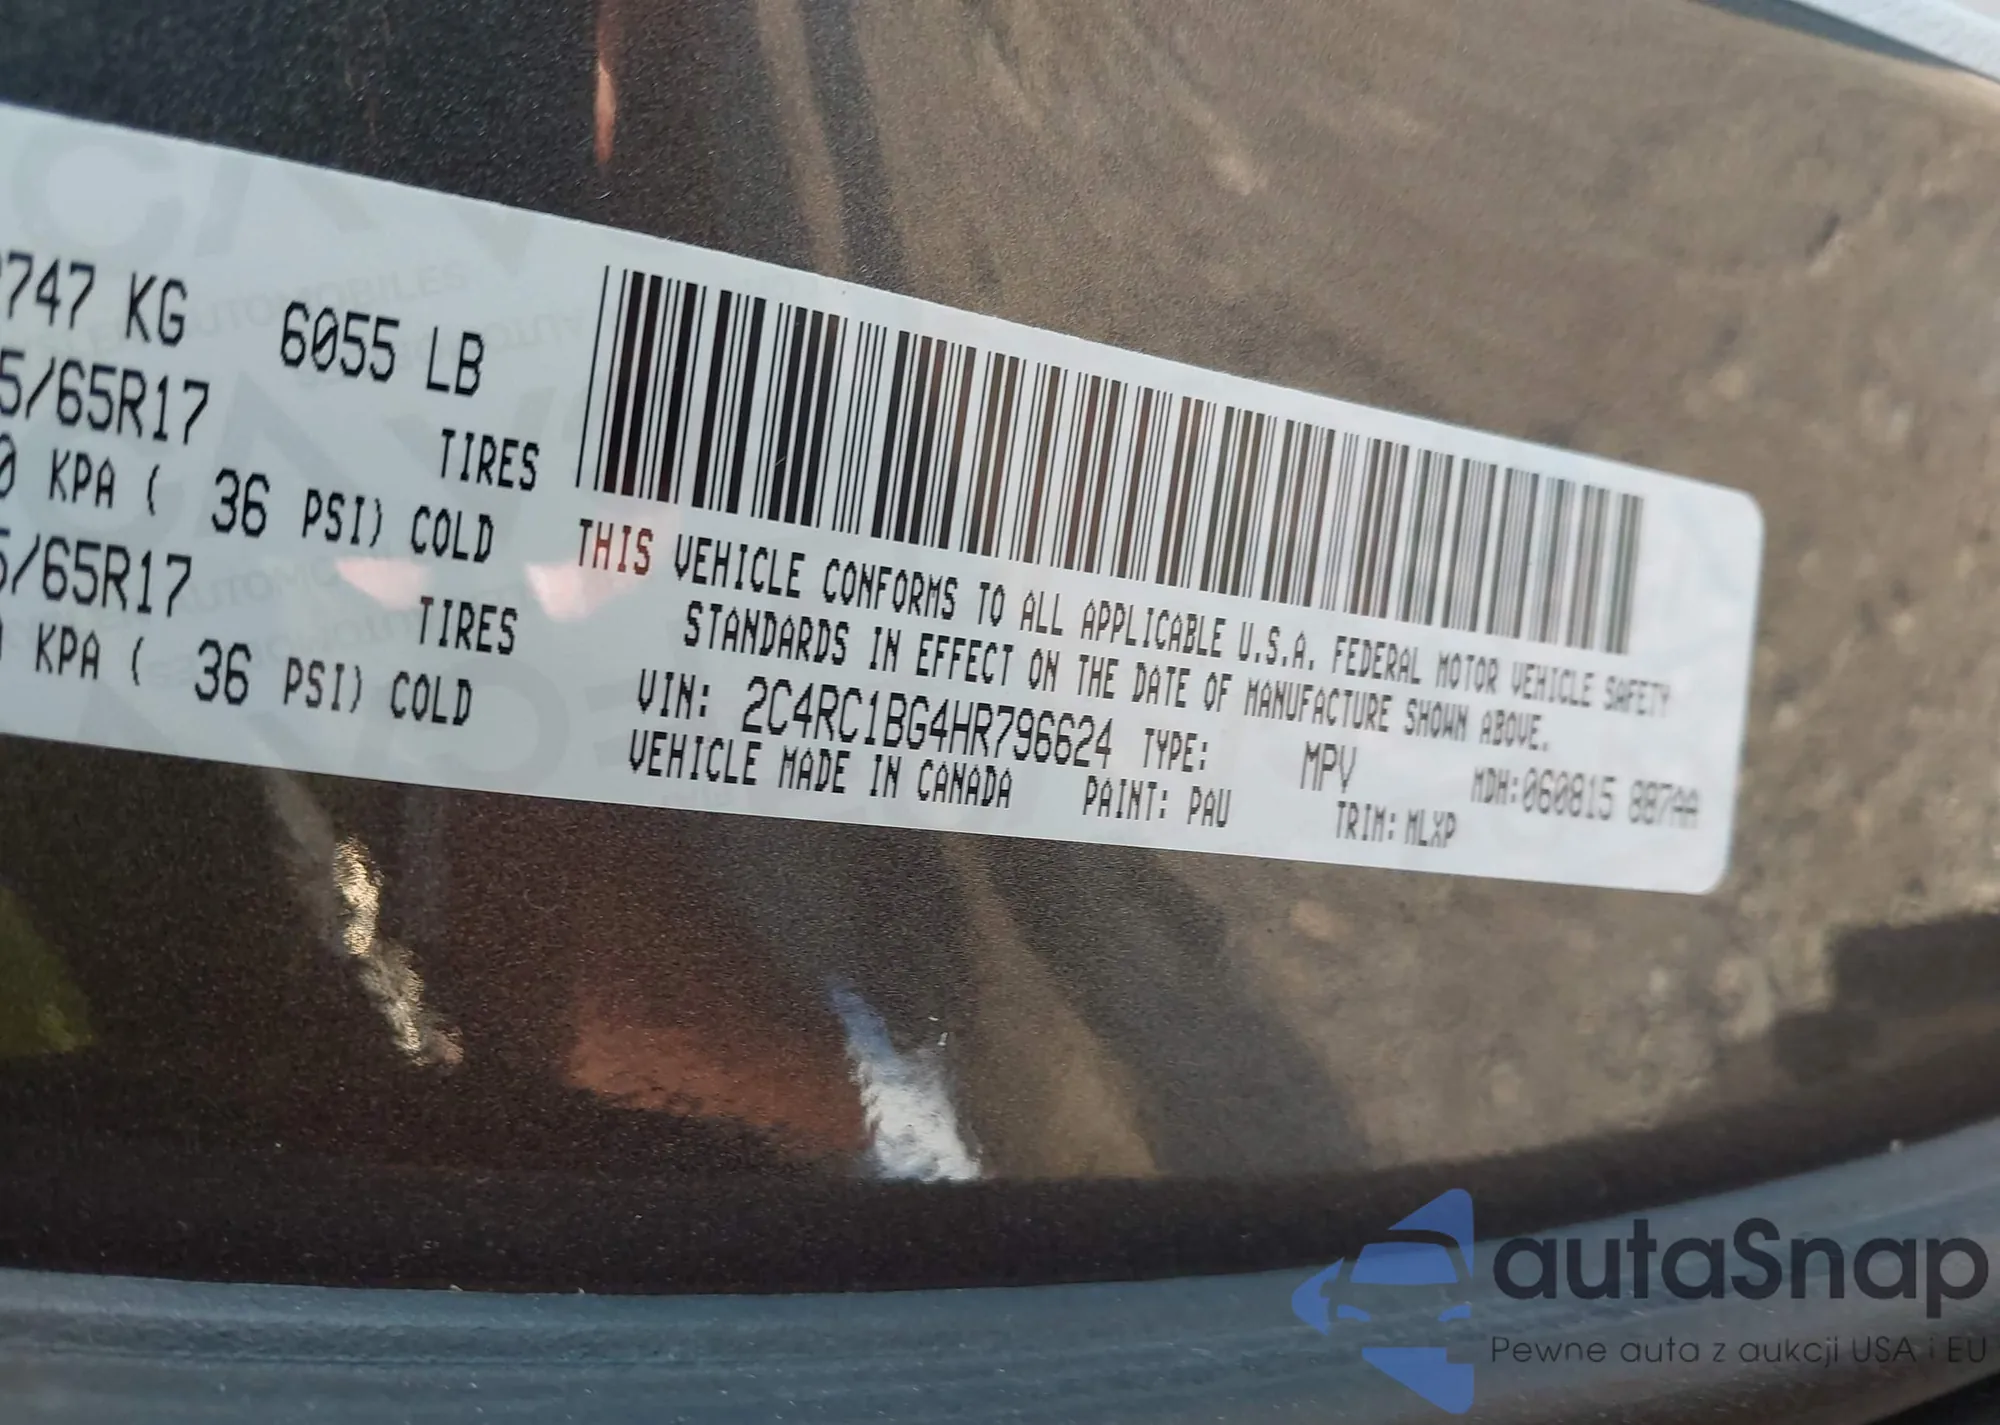 747 KG 6055 LB
5/65R17 TIRES
0 KPA ( 36 PSI) COLD
5/65R17 TIRES
KPA ( 36 PSI) COLD
THIS VEHICLE CONFORMS TO ALL APPLICABLE U.S.A. FEDERAL MOTOR VEHICLE SAFETY
STANDARDS IN EFFECT ON THE DATE OF MANUFACTURE SHOWN ABOVE.
VIN: 2C4RC1BG4HR796624 TYPE: MPV MDH:060815 887AA
VEHICLE MADE IN CANADA PAINT: PAU TRIM: MLXP
autaSnap
Pewne auta z aukcji USA i EU